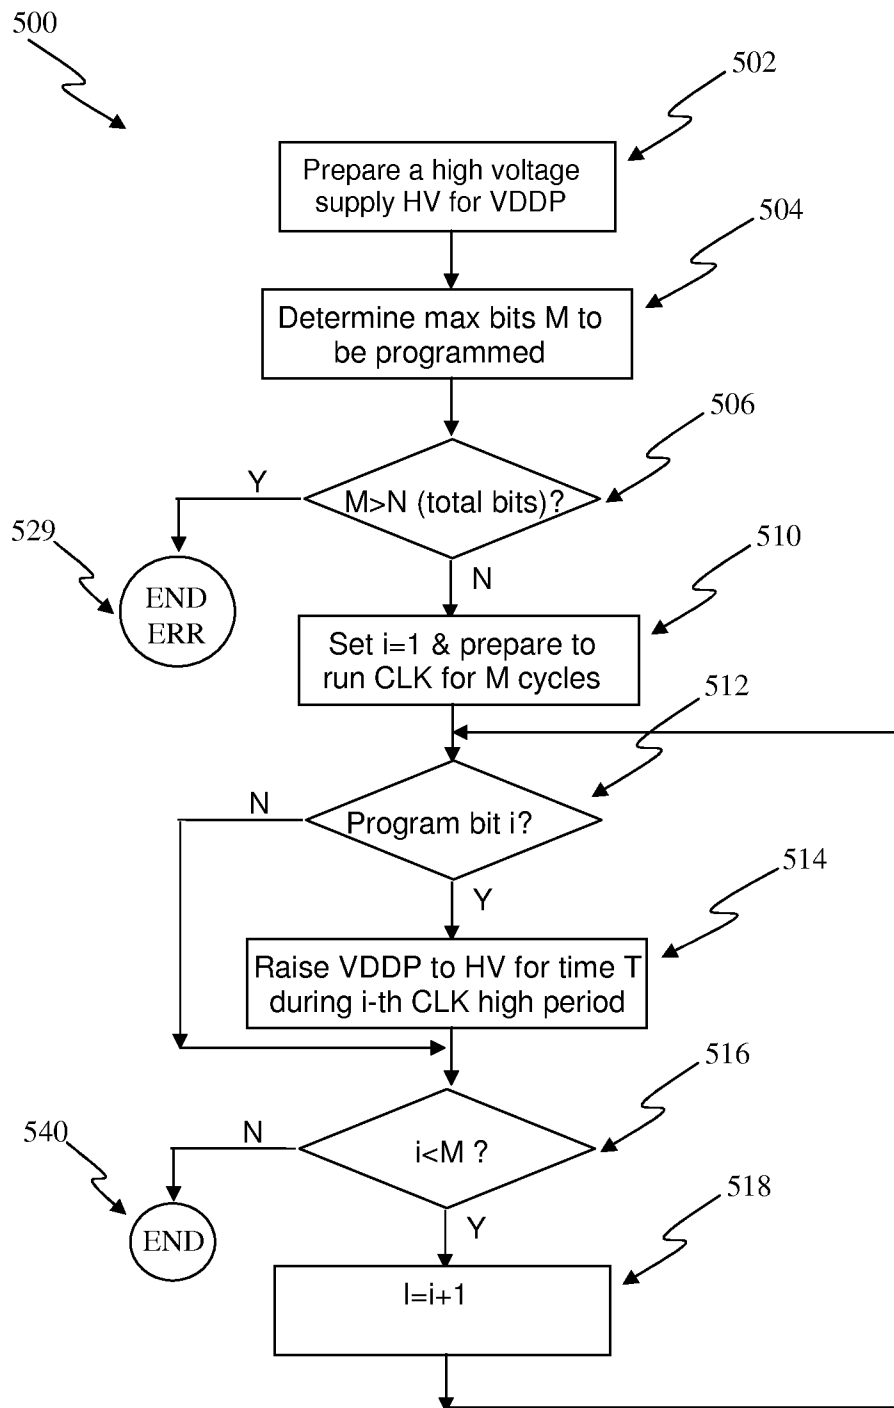 500
502
Prepare a high voltage
supply HV for VDDP
504
Determine max bits M to
be programmed
506
M>N (total bits)?
Y
N
529
END
ERR
510
Set i=1 & prepare to
run CLK for M cycles
512
Program bit i?
N
Y
514
Raise VDDP to HV for time T
during i-th CLK high period
516
i<M ?
N
Y
540
END
518
I=i+1